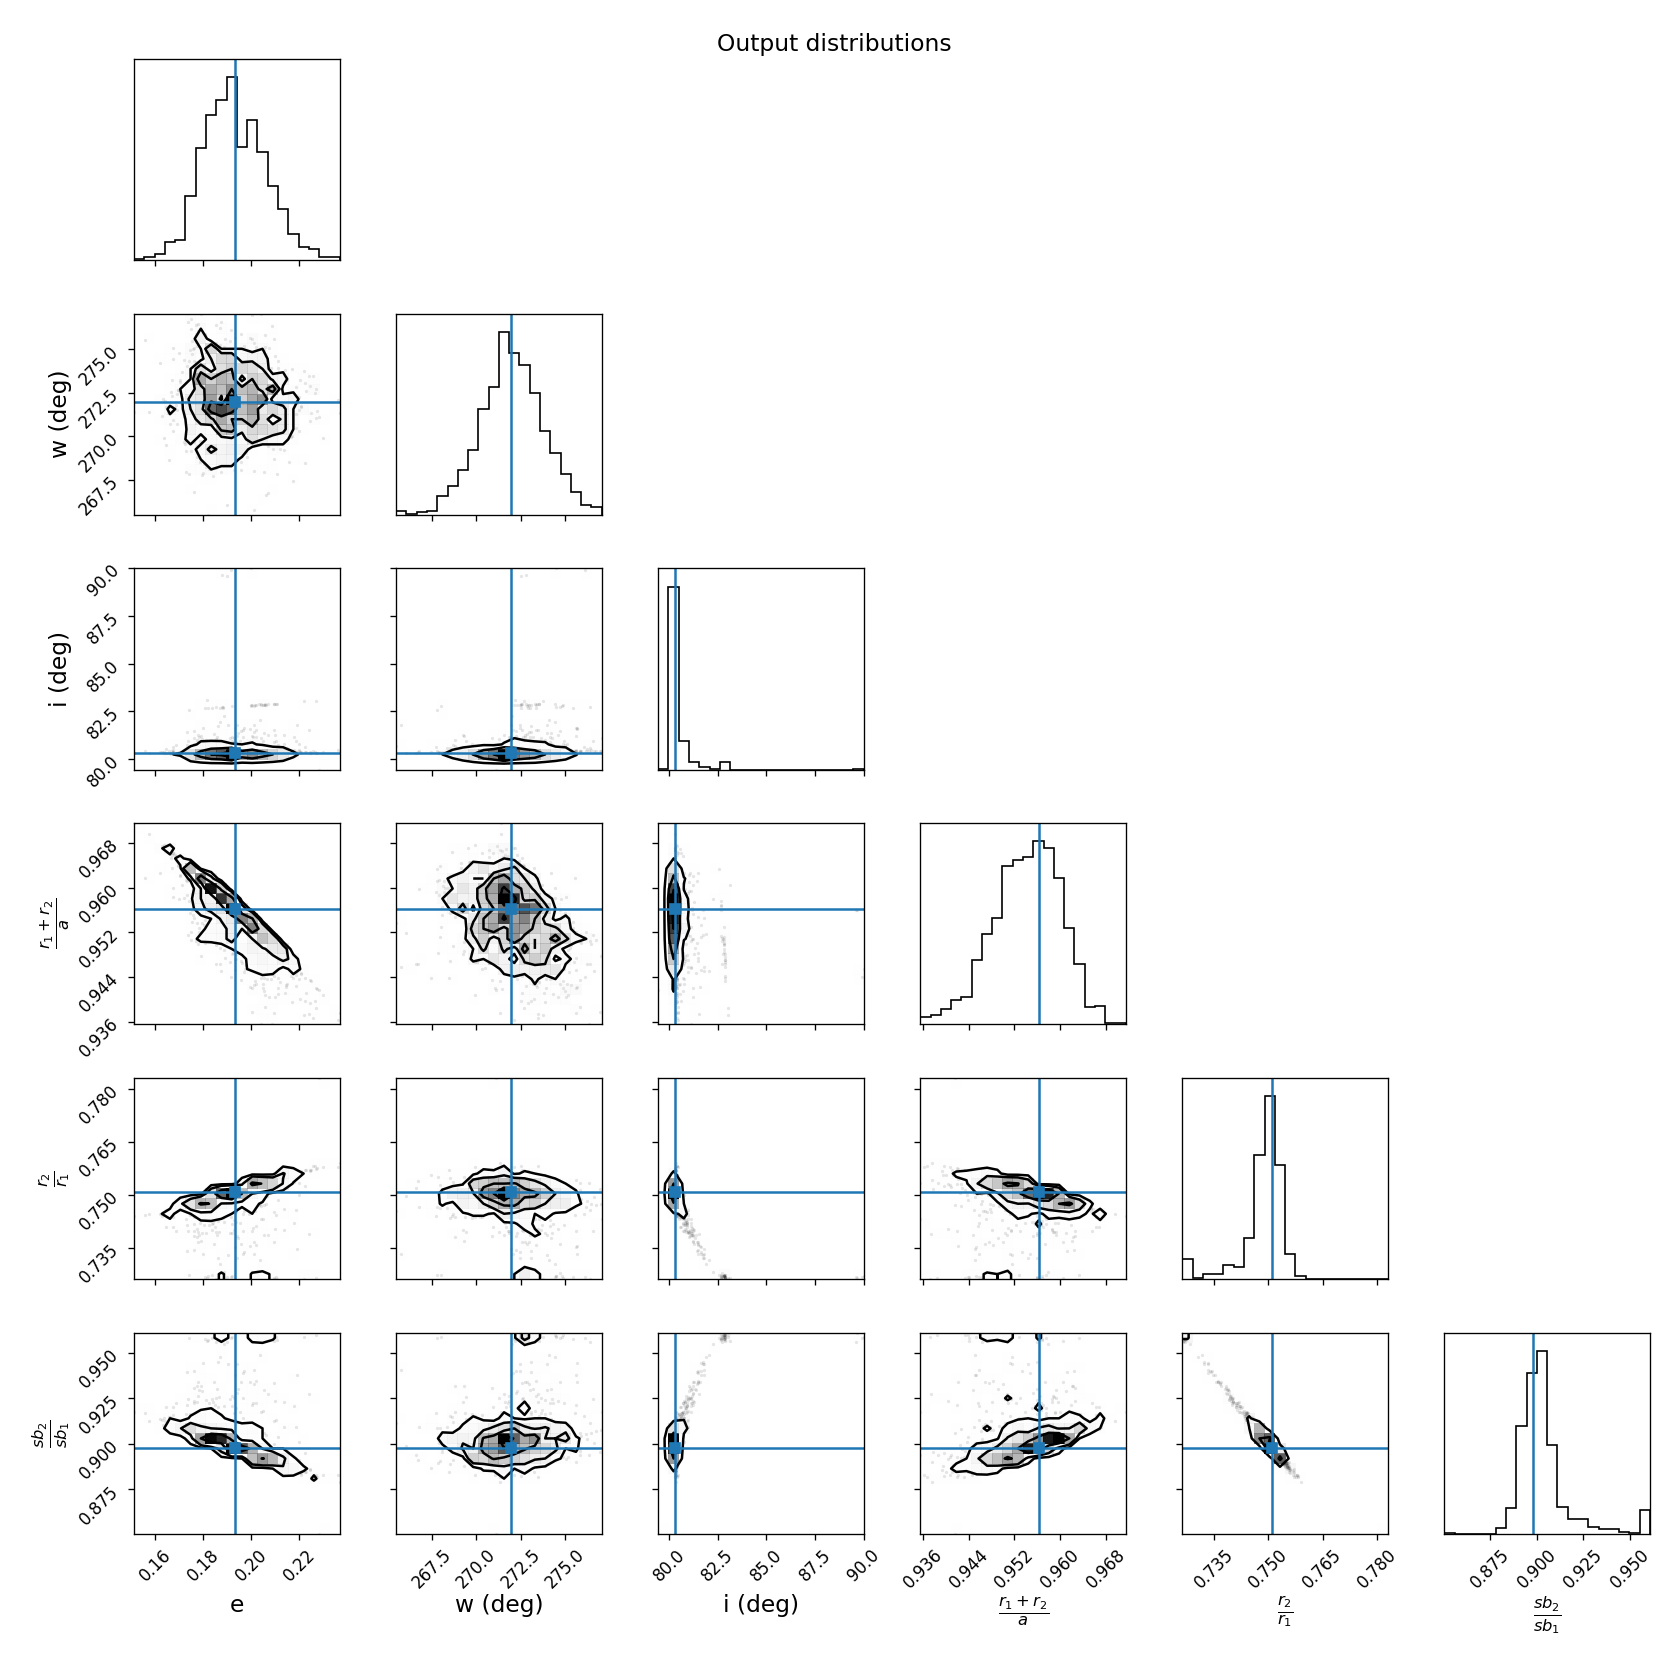 Output distributions
275.0
272.5
270.0
267.5
w (deg)
90.0
87.5
85.0
82.5
80.0
i (deg)
0.968
0.960
0.952
0.944
0.936
r₁ + r₂
a
0.780
0.765
0.750
0.735
r₂
r₁
0.950
0.925
0.900
0.875
sb₂
sb₁
0.16 0.18 0.20 0.22 267.5 270.0 272.5 275.0 80.0 82.5 85.0 87.5 90.0 0.936 0.944 0.952 0.960 0.968 0.735 0.750 0.765 0.780 0.875 0.900 0.925 0.950
e w (deg) i (deg)
r₁ + r₂
a
r₂
r₁
sb₂
sb₁